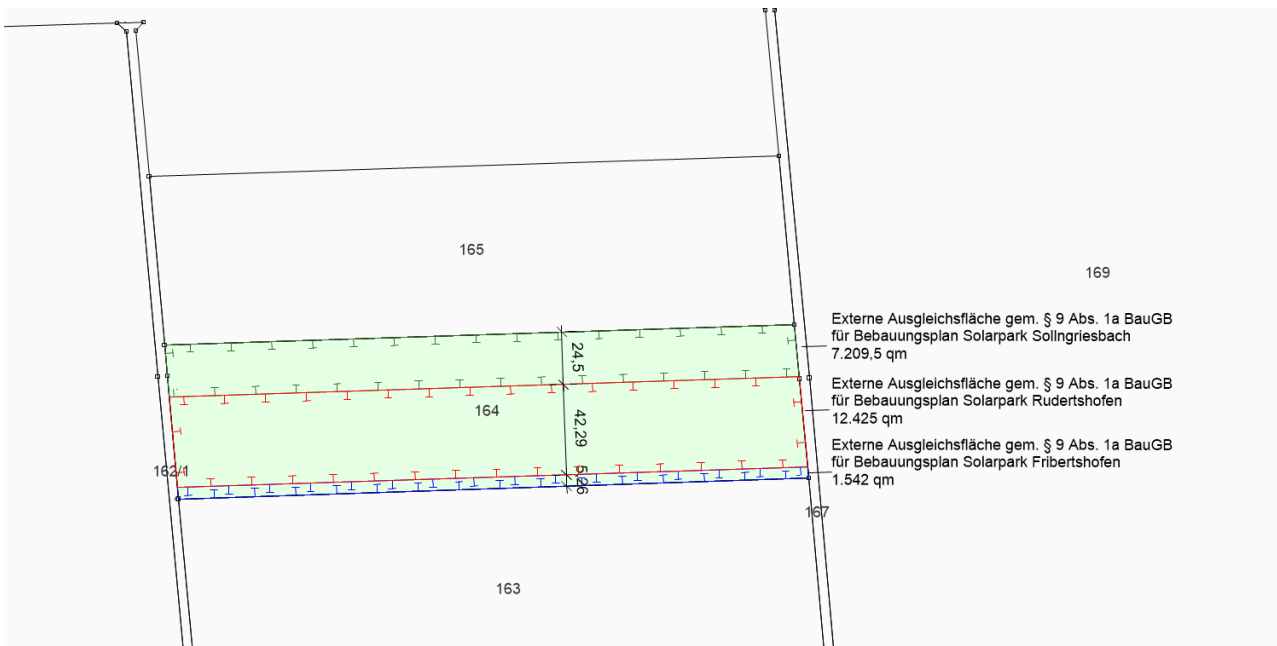 165
169
Externe Ausgleichsfläche gem. § 9 Abs. 1a BauGB
für Bebauungsplan Solarpark Sollngriesbach
7.209,5 qm
24,5
Externe Ausgleichsfläche gem. § 9 Abs. 1a BauGB
für Bebauungsplan Solarpark Rudertshofen
12.425 qm
164
42,29
Externe Ausgleichsfläche gem. § 9 Abs. 1a BauGB
für Bebauungsplan Solarpark Fribertshofen
1.542 qm
162/1
5,26
167
163